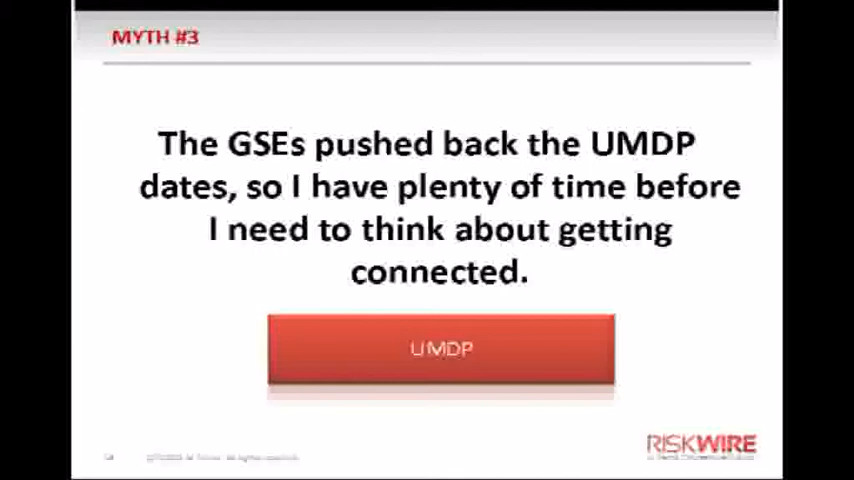 MYTH #3
The GSEs pushed back the UMDP
dates, so I have plenty of time before
I need to think about getting
connected.
UMDP
RISKWIRE